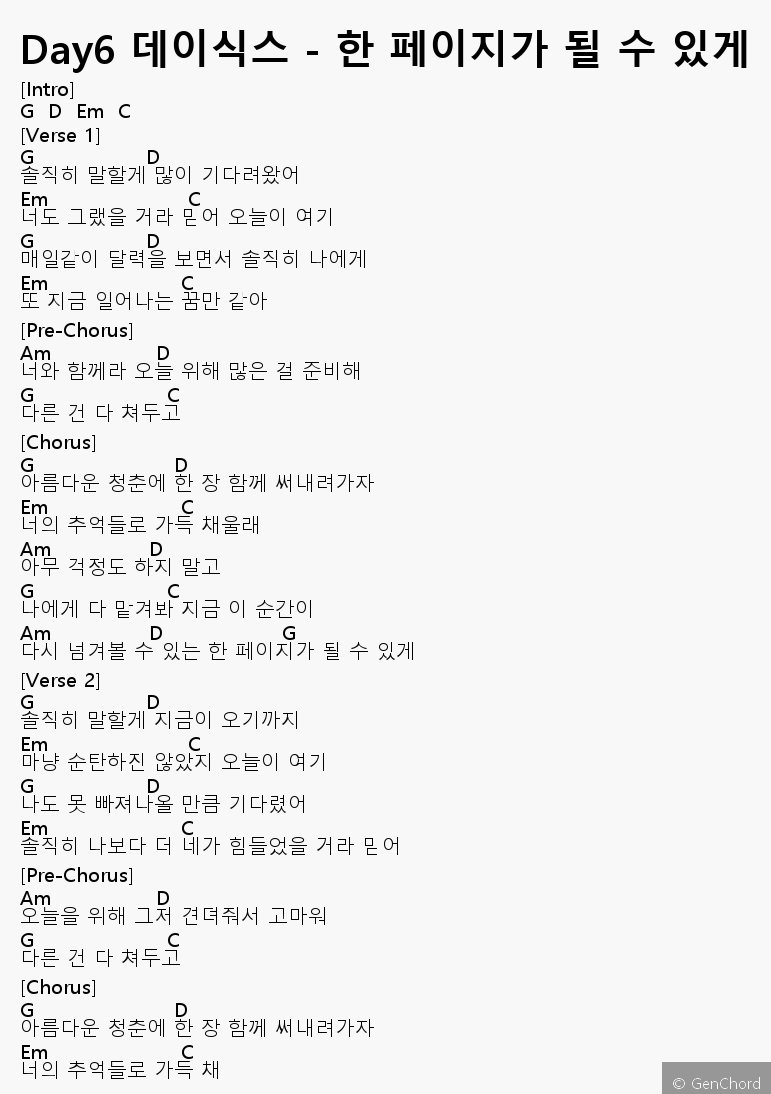 Day6 데이식스 - 한 페이지가 될 수 있게
[Intro]
G D Em C
[Verse 1]
G D
솔직히 말할게 많이 기다려왔어
Em C
너도 그랬을 거라 믿어 오늘이 여기
G D
매일같이 달력을 보면서 솔직히 나에게
Em C
또 지금 일어나는 꿈만 같아
[Pre-Chorus]
Am D
너와 함께라 오늘 위해 많은 걸 준비해
G C
다른 건 다 쳐두고
[Chorus]
G D
아름다운 청춘에 한 장 함께 써내려가자
Em C
너의 추억들로 가득 채울래
Am D
아무 걱정도 하지 말고
G C
나에게 다 맡겨봐 지금 이 순간이
Am D G
다시 넘겨볼 수 있는 한 페이지가 될 수 있게
[Verse 2]
G D
솔직히 말할게 지금이 오기까지
Em C
마냥 순탄하진 않았지 오늘이 여기
G D
나도 못 빠져나올 만큼 기다렸어
Em C
솔직히 나보다 더 네가 힘들었을 거라 믿어
[Pre-Chorus]
Am D
오늘을 위해 그저 견뎌줘서 고마워
G C
다른 건 다 쳐두고
[Chorus]
G D
아름다운 청춘에 한 장 함께 써내려가자
Em C
너의 추억들로 가득 채
© GenChord